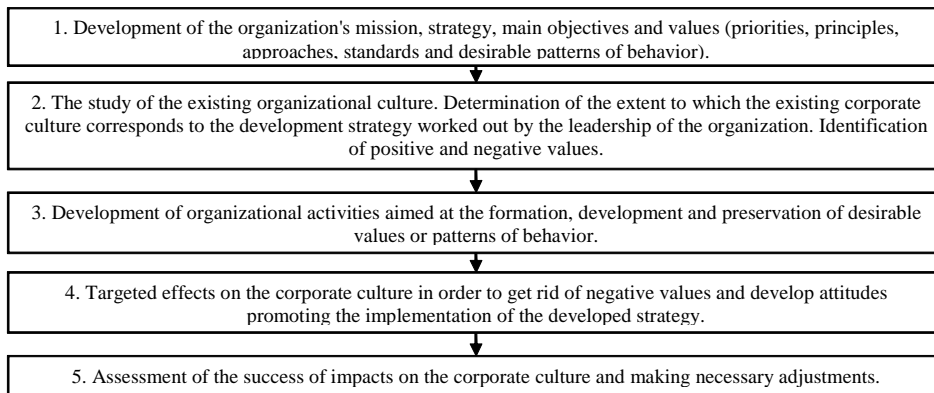 1. Development of the organization's mission, strategy, main objectives and values (priorities, principles,
approaches, standards and desirable patterns of behavior).
2. The study of the existing organizational culture. Determination of the extent to which the existing corporate
culture corresponds to the development strategy worked out by the leadership of the organization. Identification
of positive and negative values.
3. Development of organizational activities aimed at the formation, development and preservation of desirable
values or patterns of behavior.
4. Targeted effects on the corporate culture in order to get rid of negative values and develop attitudes
promoting the implementation of the developed strategy.
5. Assessment of the success of impacts on the corporate culture and making necessary adjustments.